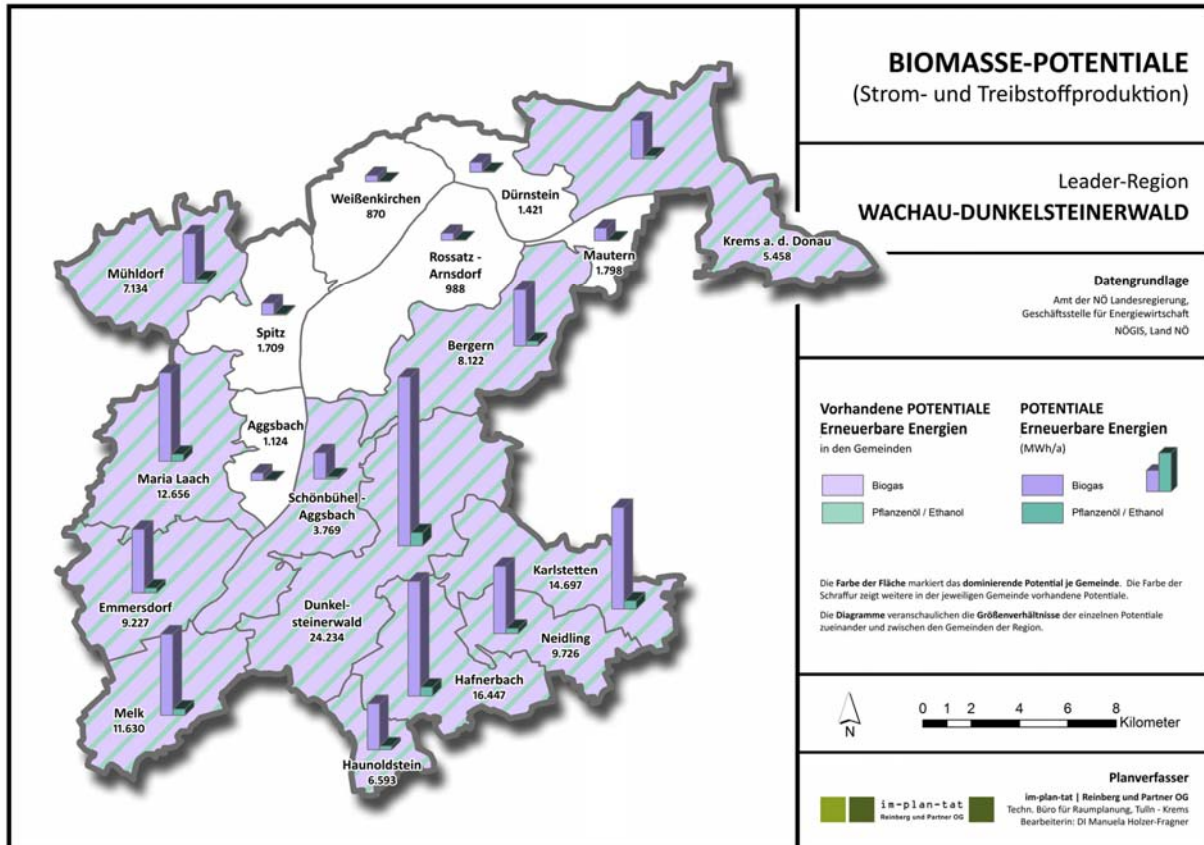 BIOMASSE-POTENTIALE
(Strom- und Treibstoffproduktion)
Leader-Region
WACHAU-DUNKELSTEINERWALD
Datengrundlage
Amt der NÖ Landesregierung,
Geschäftsstelle für Energiewirtschaft
NÖGIS, Land NÖ
Vorhandene POTENTIALE
Erneuerbare Energien
in den Gemeinden
Biogas
Pflanzenöl / Ethanol
POTENTIALE
Erneuerbare Energien
(MWh/a)
Biogas
Pflanzenöl / Ethanol
Die Farbe der Fläche markiert das dominierende Potential je Gemeinde. Die Farbe der
Schraffur zeigt weitere in der jeweiligen Gemeinde vorhandene Potentiale.
Die Diagramme veranschaulichen die Größenverhältnisse der einzelnen Potentiale
zueinander und zwischen den Gemeinden der Region.
N
0 1 2 4 6 8
Kilometer
Planverfasser
im-plan-tat | Reinberg und Partner OG
Techn. Büro für Raumplanung, Tulln - Krems
Bearbeiterin: DI Manuela Holzer-Fragner
im-plan-tat
Reinberg und Partner OG
Weißenkirchen
870
Dürnstein
1.421
Krems a. d. Donau
5.458
Mautern
1.798
Rossatz -
Arnsdorf
988
Mühldorf
7.134
Spitz
1.709
Bergern
8.122
Aggsbach
1.124
Maria Laach
12.656
Schönbühel -
Aggsbach
3.769
Karlstetten
14.697
Emmersdorf
9.227
Dunkel-
steinerwald
24.234
Neidling
9.726
Hafnerbach
16.447
Melk
11.630
Haunoldstein
6.593